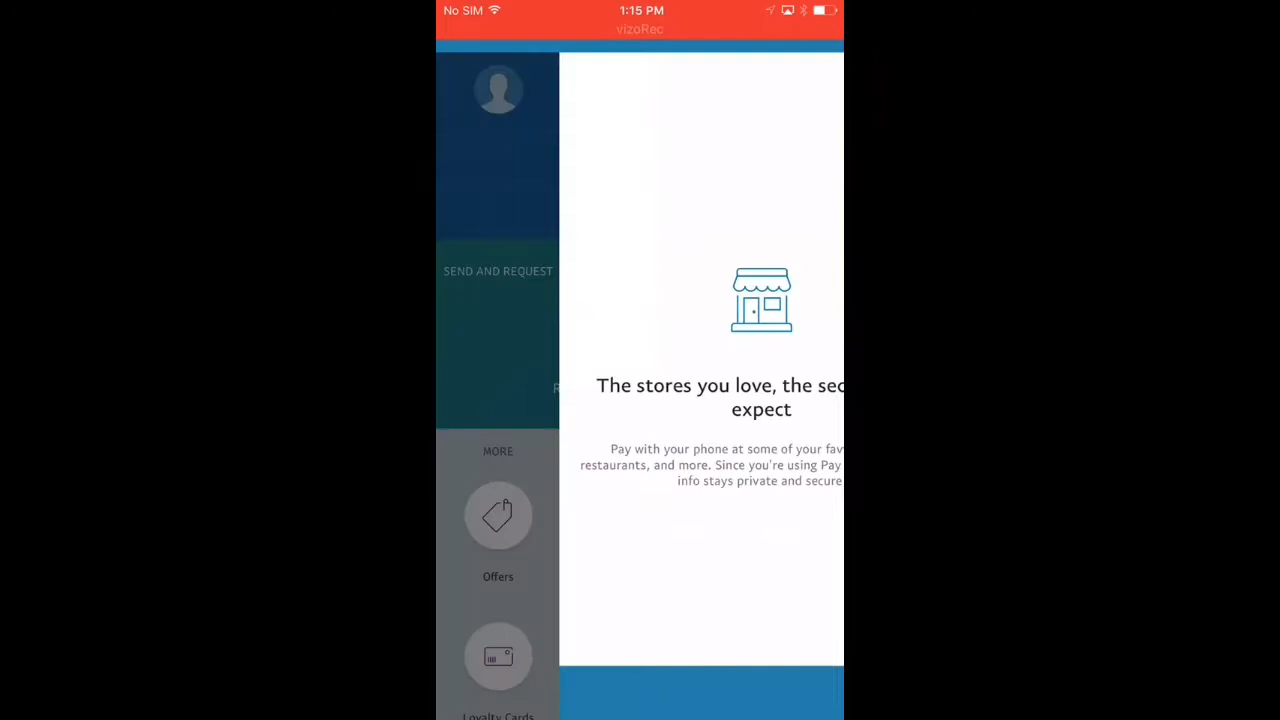 No SIM
1:15 PM
vizoRec
SEND AND REQUEST
R
The stores you love, the sec
expect
Pay with your phone at some of your fav
restaurants, and more. Since you're using Pay
info stays private and secure
MORE
Offers
Loyalty Cards